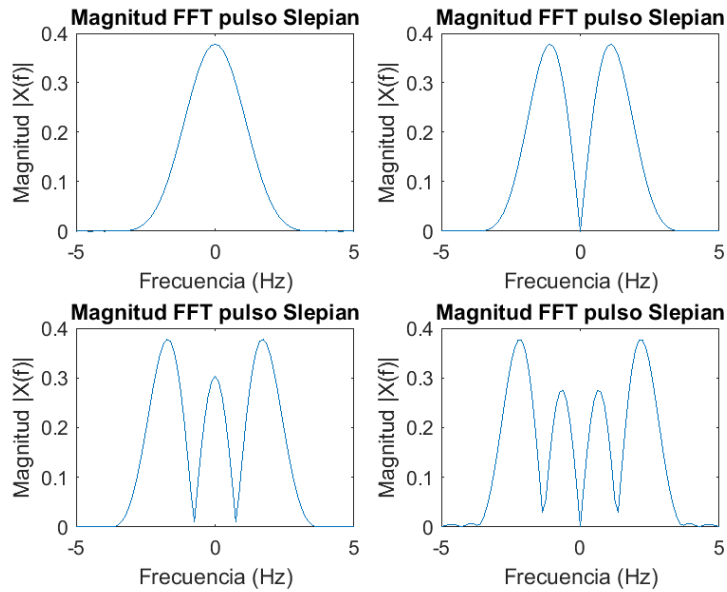 Magnitud FFT pulso Slepian
0.4
0.3
0.2
0.1
0
Magnitud |X(f)|
-5
0
5
Frecuencia (Hz)
Magnitud FFT pulso Slepian
0.4
0.3
0.2
0.1
0
Magnitud |X(f)|
-5
0
5
Frecuencia (Hz)
Magnitud FFT pulso Slepian
0.4
0.3
0.2
0.1
0
Magnitud |X(f)|
-5
0
5
Frecuencia (Hz)
Magnitud FFT pulso Slepian
0.4
0.3
0.2
0.1
0
Magnitud |X(f)|
-5
0
5
Frecuencia (Hz)